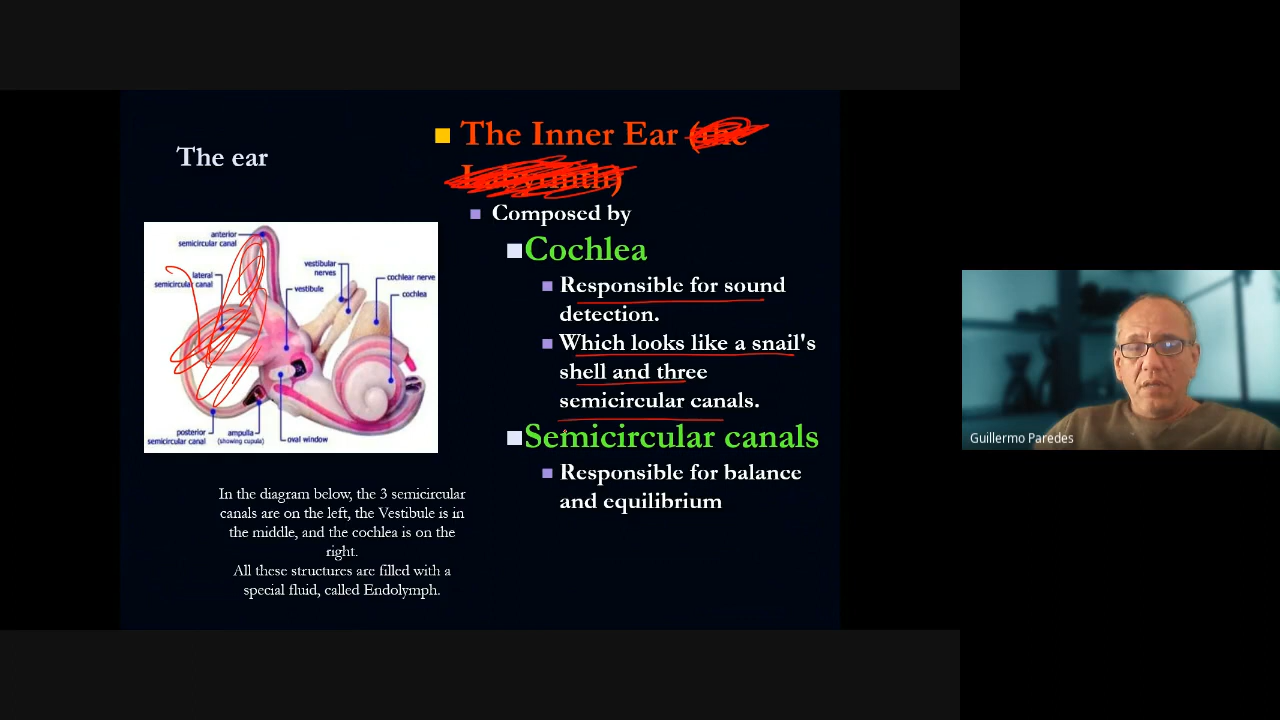 The ear
The Inner Ear (the
Labyrinth)
Composed by
Cochlea
Responsible for sound
detection.
Which looks like a snail's
shell and three
semicircular canals.
Semicircular canals
Responsible for balance
and equilibrium
anterior
semicircular canal
lateral
semicircular canal
vestibular
nerves
vestibule
cochlear nerve
cochlea
posterior
semicircular canal
ampulla
(showing cupula)
oval window
In the diagram below, the 3 semicircular
canals are on the left, the Vestibule is in
the middle, and the cochlea is on the
right.
All these structures are filled with a
special fluid, called Endolymph.
Guillermo Paredes